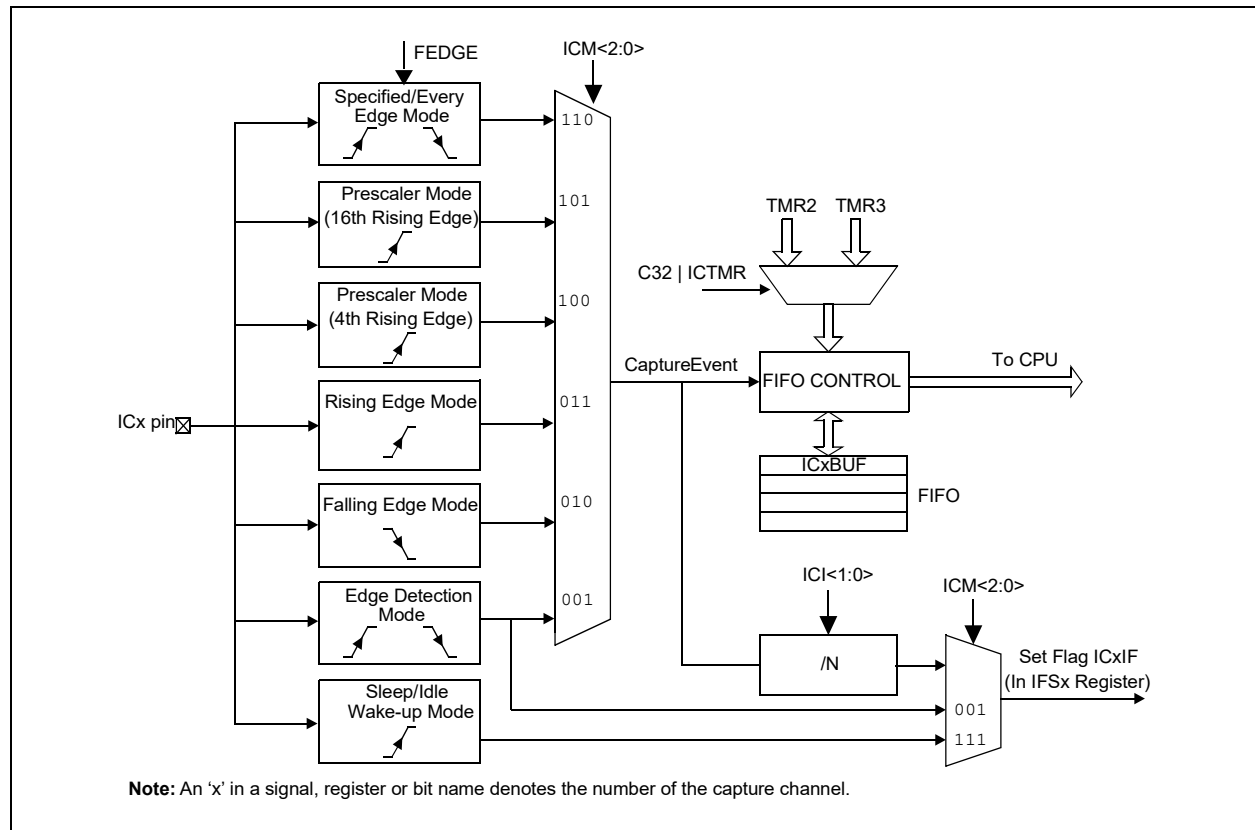 FEDGE
ICM<2:0>
Specified/Every
Edge Mode
110
Prescaler Mode
(16th Rising Edge)
101
TMR2
TMR3
C32 | ICTMR
Prescaler Mode
(4th Rising Edge)
100
CaptureEvent
FIFO CONTROL
To CPU
ICx pin
Rising Edge Mode
011
ICxBUF
FIFO
Falling Edge Mode
010
ICI<1:0>
ICM<2:0>
Edge Detection
Mode
001
/N
Set Flag ICxIF
(In IFSx Register)
Sleep/Idle
Wake-up Mode
001
111
Note: An ‘x’ in a signal, register or bit name denotes the number of the capture channel.